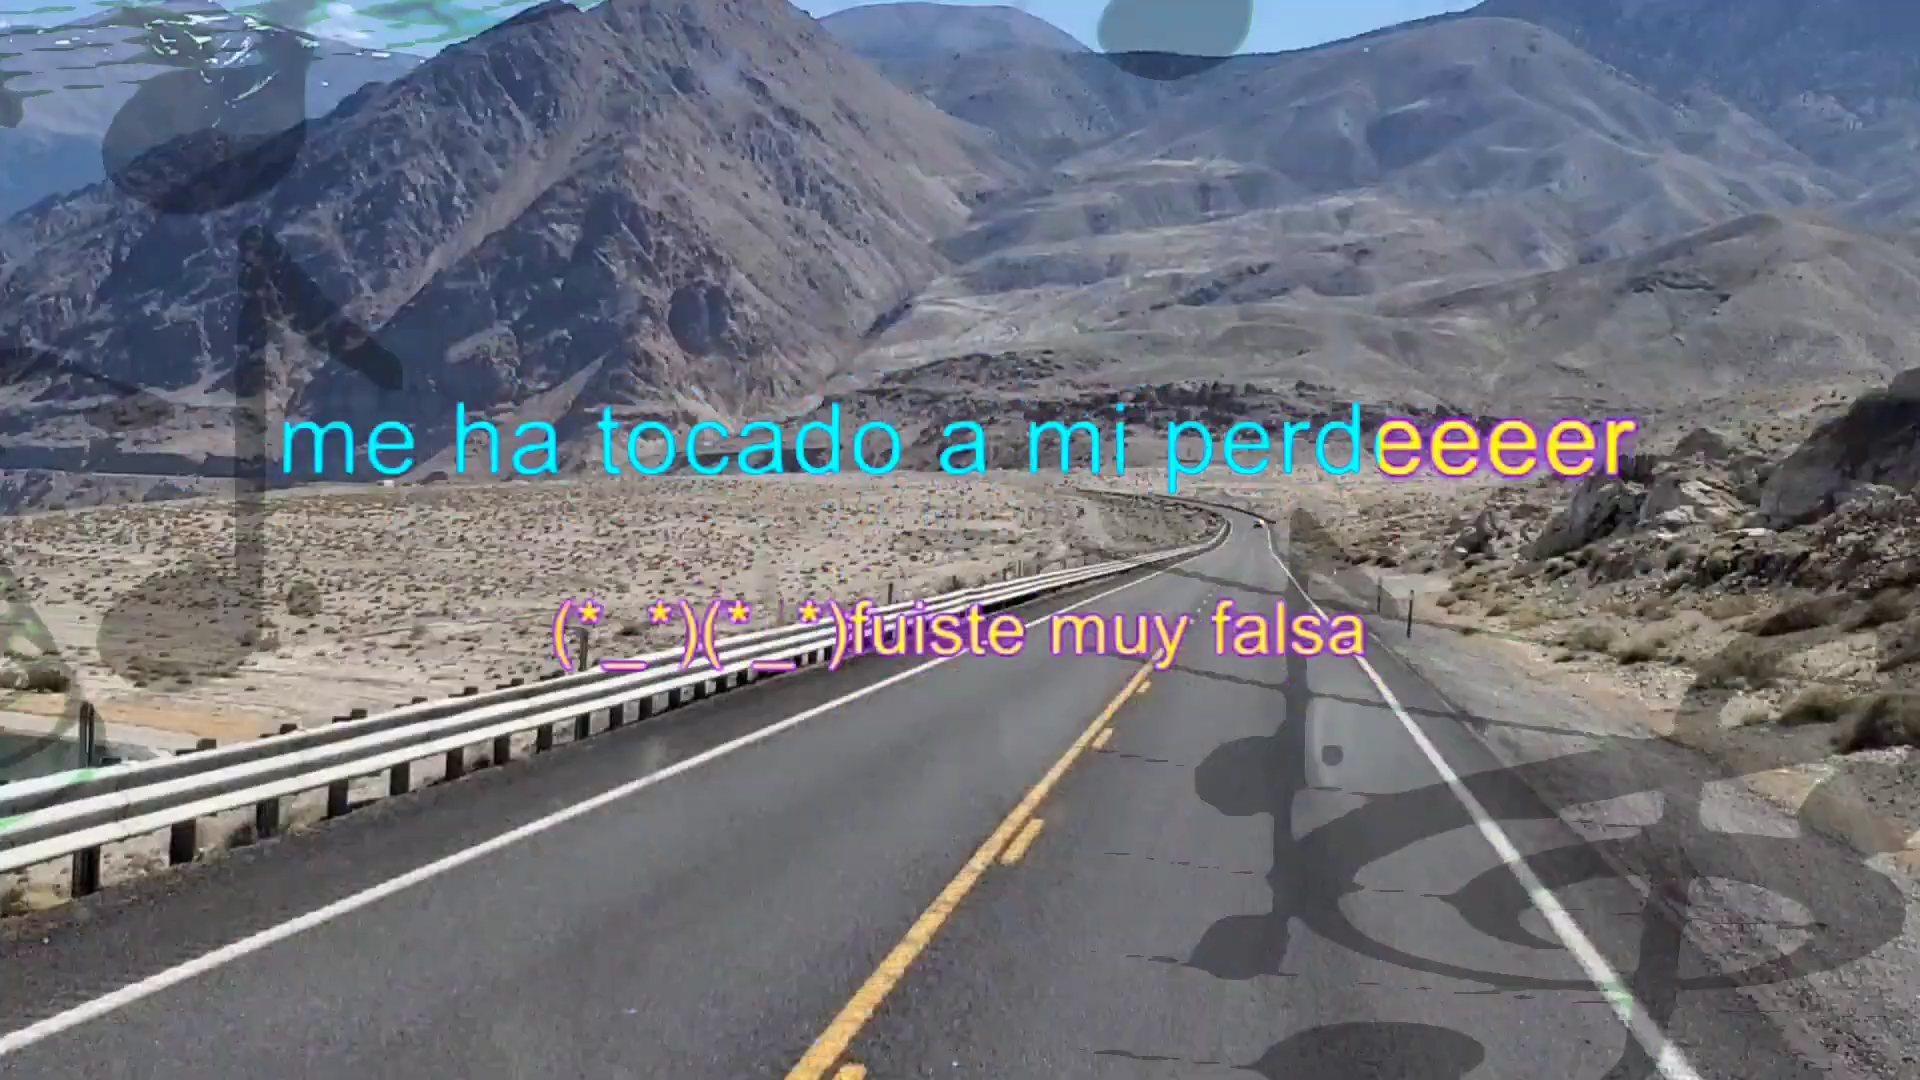 me ha tocado a mi perdeeeer
(*_*)(*_*)fuiste muy falsa